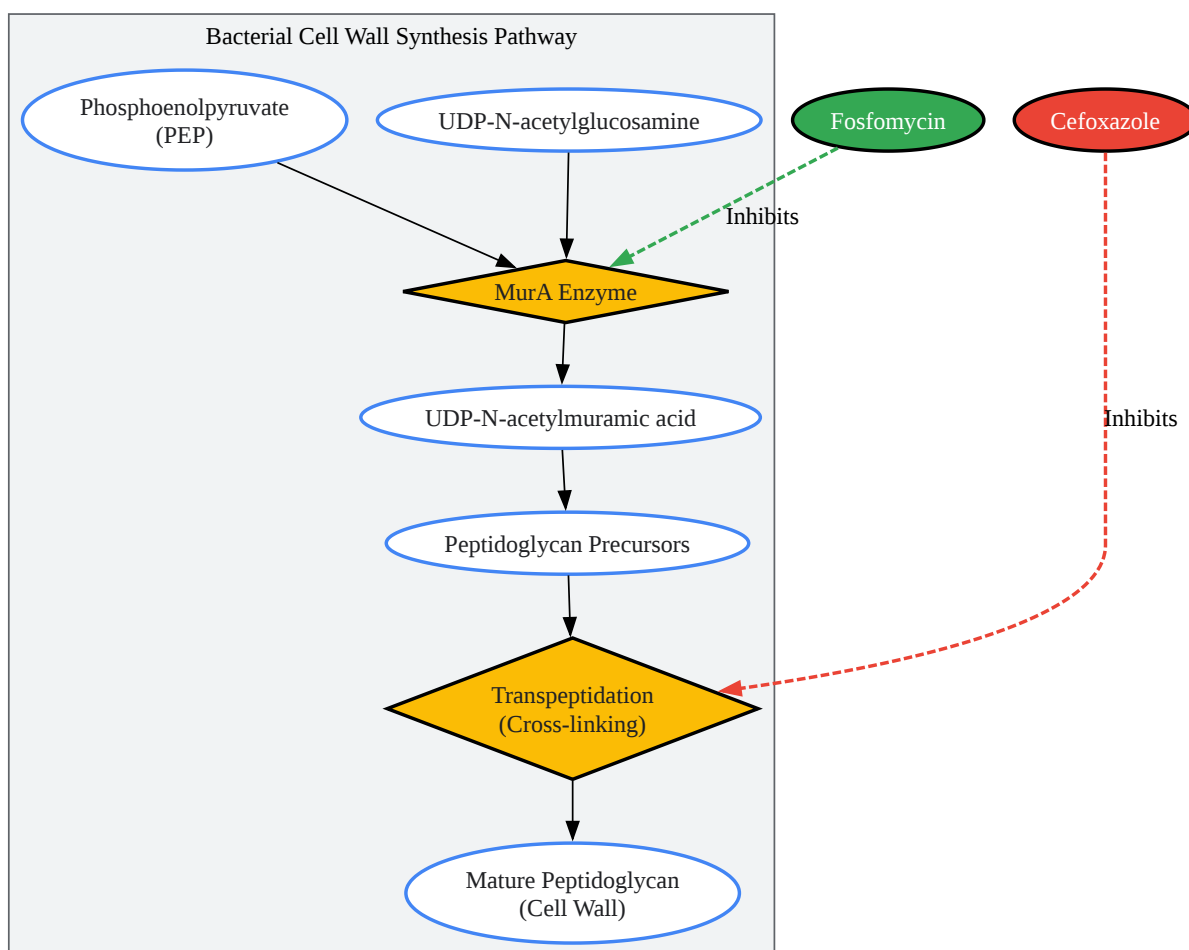 Bacterial Cell Wall Synthesis Pathway
Phosphoenolpyruvate
(PEP)
UDP-N-acetylglucosamine
Fosfomycin
Cefoxazole
Inhibits
MurA Enzyme
UDP-N-acetylmuramic acid
Inhibits
Peptidoglycan Precursors
Transpeptidation
(Cross-linking)
Mature Peptidoglycan
(Cell Wall)